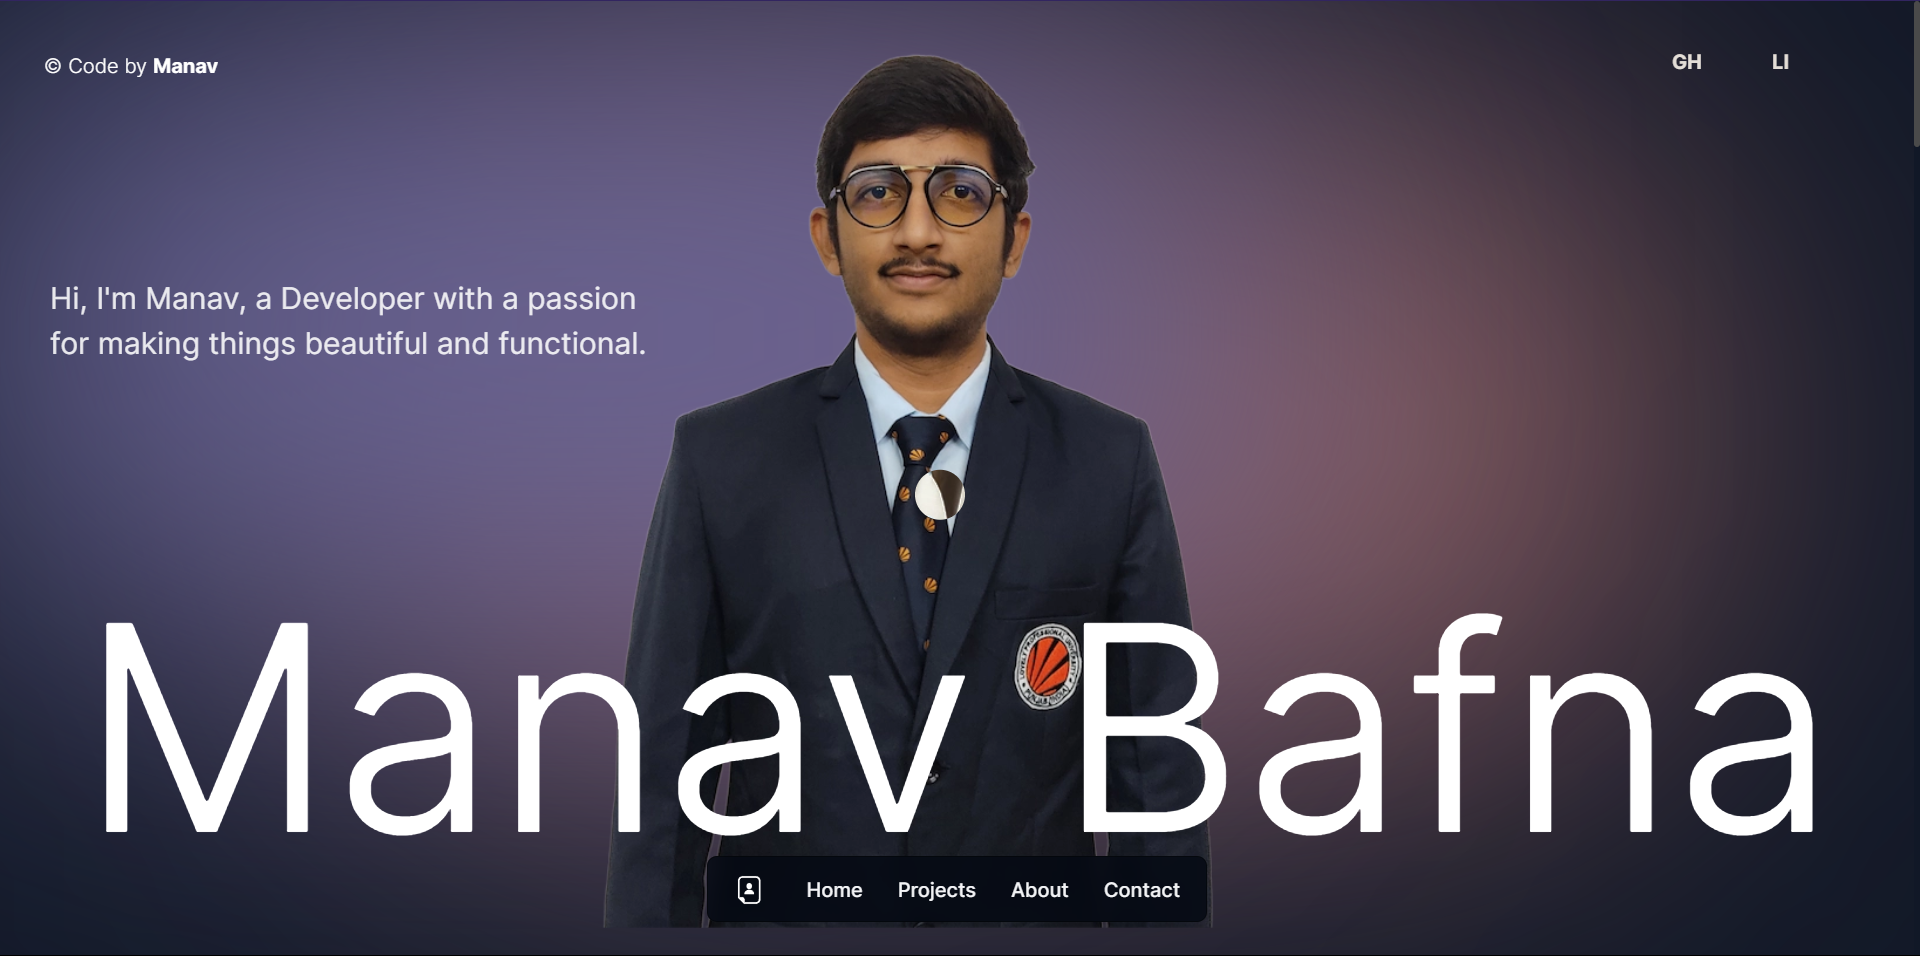 © Code by Manav
GH
LI
Hi, I'm Manav, a Developer with a passion
for making things beautiful and functional.
Manav Bafna
Home
Projects
About
Contact